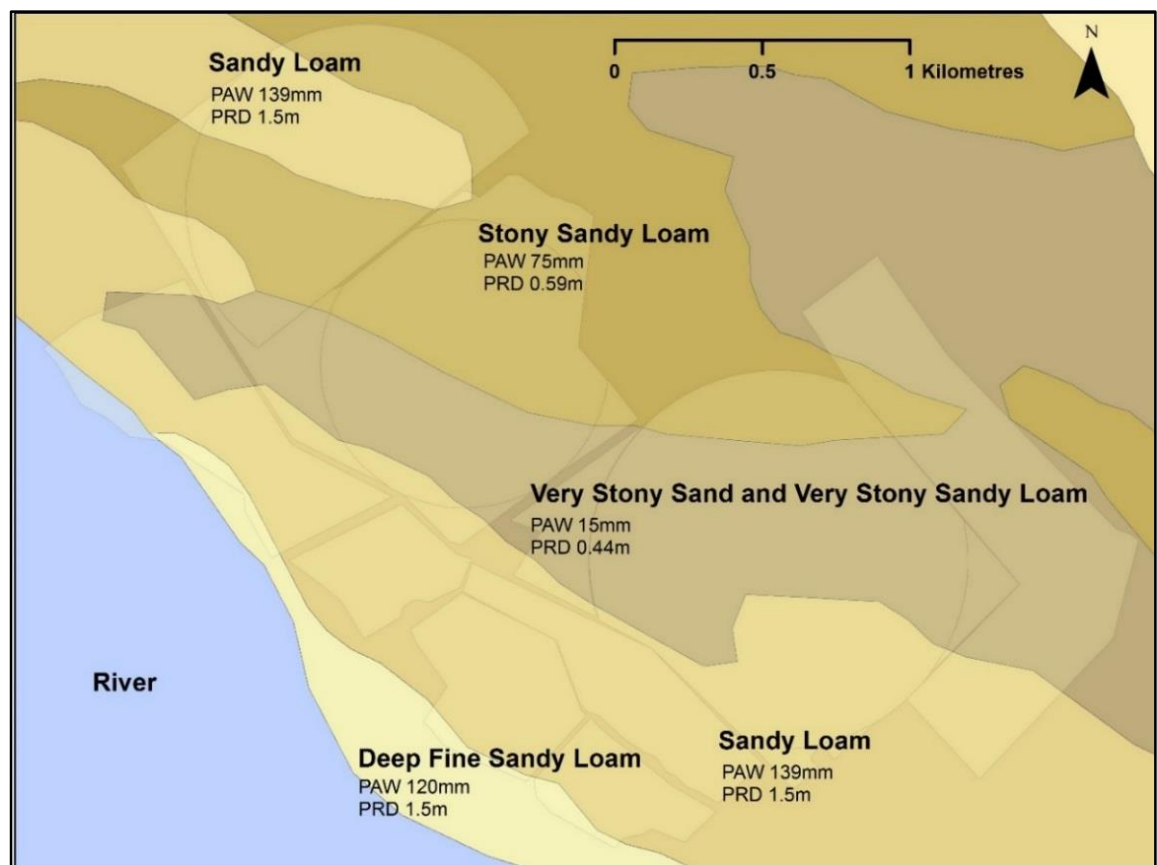 Sandy Loam
PAW 139mm
PRD 1.5m
0 0.5 1 Kilometres
N
Stony Sandy Loam
PAW 75mm
PRD 0.59m
Very Stony Sand and Very Stony Sandy Loam
PAW 15mm
PRD 0.44m
River
Deep Fine Sandy Loam
PAW 120mm
PRD 1.5m
Sandy Loam
PAW 139mm
PRD 1.5m